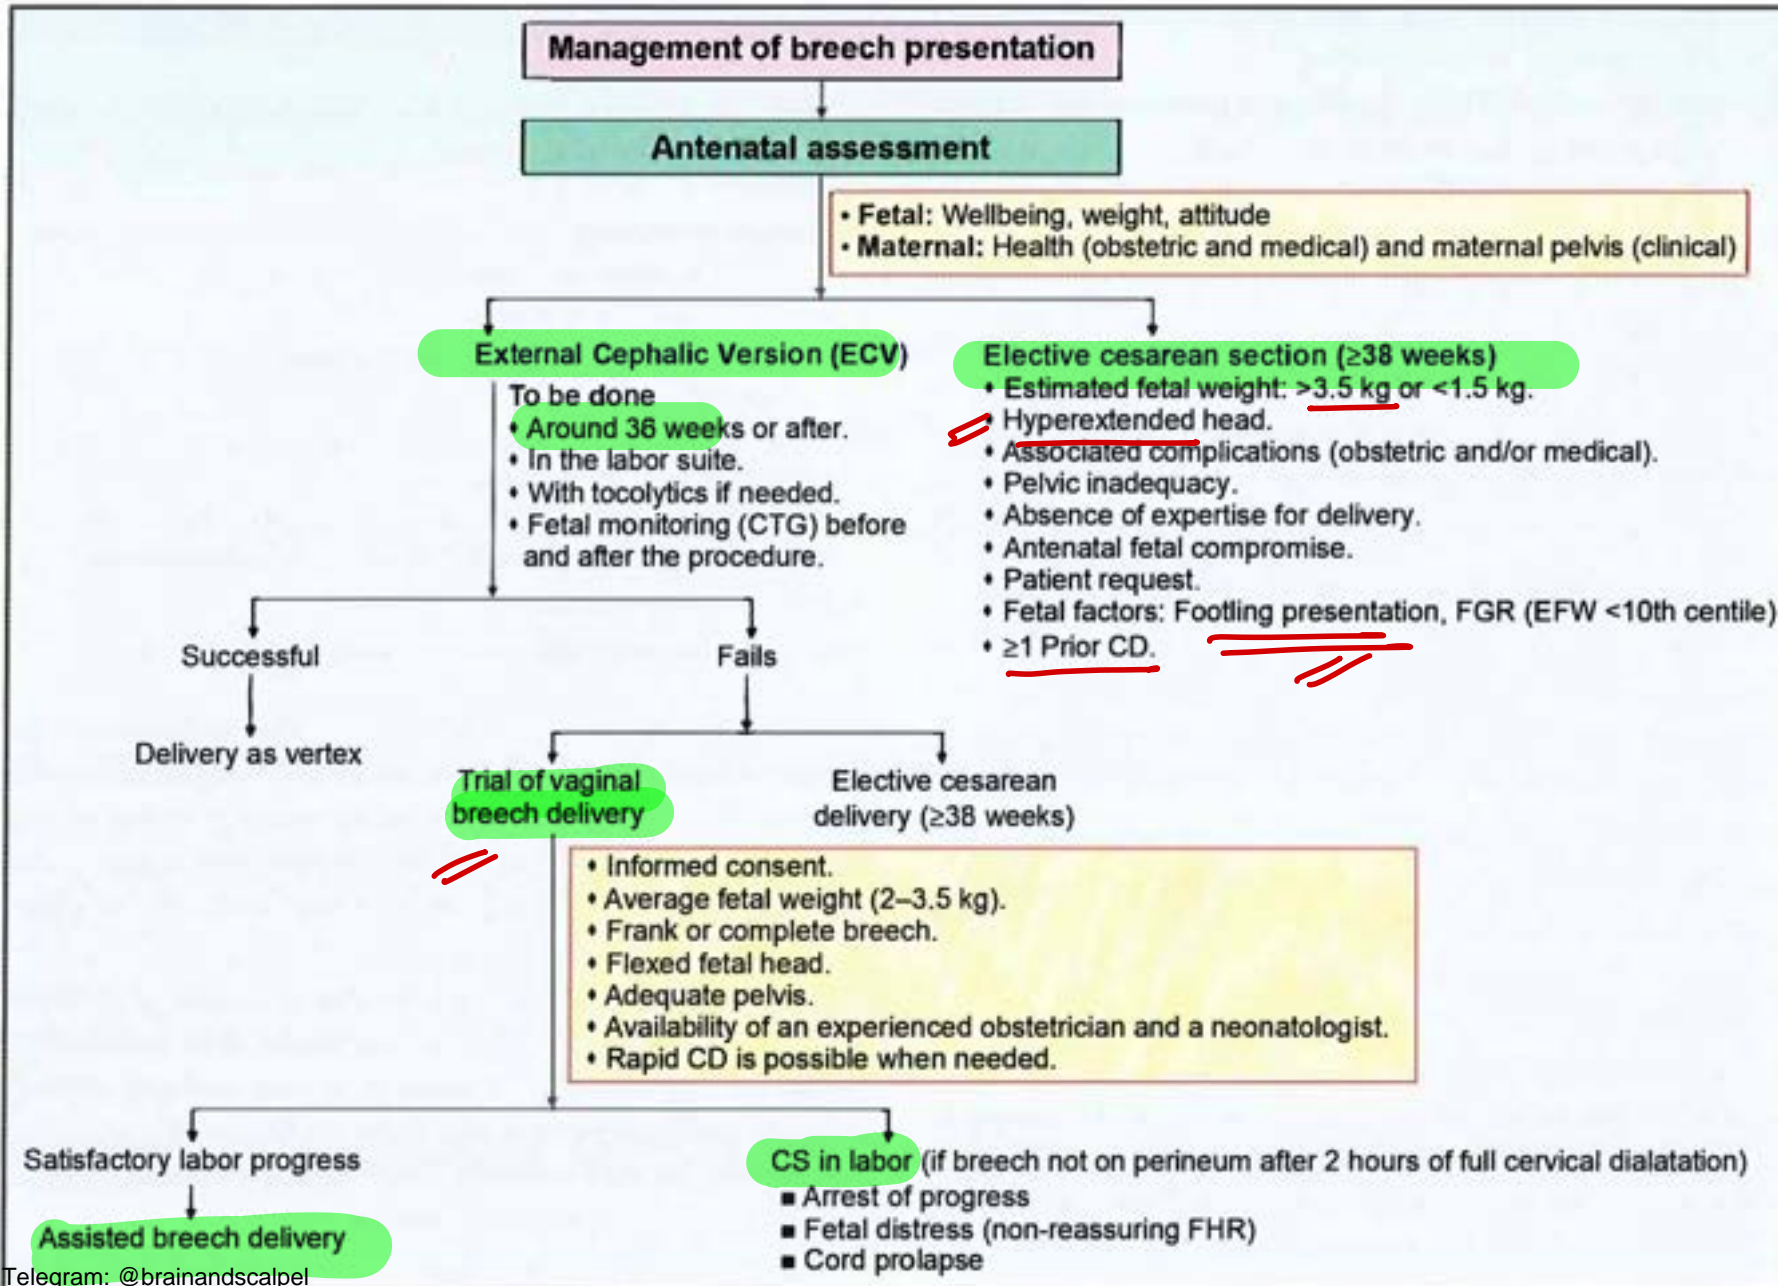 Management of breech presentation
Antenatal assessment
• Fetal: Wellbeing, weight, attitude
• Maternal: Health (obstetric and medical) and maternal pelvis (clinical)
External Cephalic Version (ECV)
To be done
• Around 36 weeks or after.
• In the labor suite.
• With tocolytics if needed.
• Fetal monitoring (CTG) before
and after the procedure.
Elective cesarean section (≥38 weeks)
• Estimated fetal weight: >3.5 kg or <1.5 kg.
• Hyperextended head.
• Associated complications (obstetric and/or medical).
• Pelvic inadequacy.
• Absence of expertise for delivery.
• Antenatal fetal compromise.
• Patient request.
• Fetal factors: Footling presentation, FGR (EFW <10th centile)
• ≥1 Prior CD.
Successful
Fails
Delivery as vertex
Trial of vaginal
breech delivery
Elective cesarean
delivery (≥38 weeks)
• Informed consent.
• Average fetal weight (2–3.5 kg).
• Frank or complete breech.
• Flexed fetal head.
• Adequate pelvis.
• Availability of an experienced obstetrician and a neonatologist.
• Rapid CD is possible when needed.
Satisfactory labor progress
Assisted breech delivery
CS in labor (if breech not on perineum after 2 hours of full cervical dialatation)
■ Arrest of progress
■ Fetal distress (non-reassuring FHR)
■ Cord prolapse
Telegram: @brainandscalpel